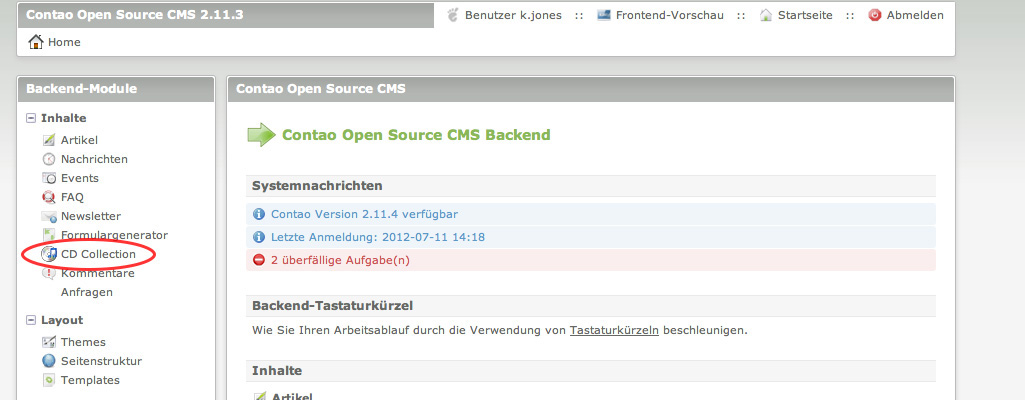 Contao Open Source CMS 2.11.3
Benutzer k.jones :: Frontend-Vorschau :: Startseite :: Abmelden
Home
Backend-Module
Inhalte
Artikel
Nachrichten
Events
FAQ
Newsletter
Formulargenerator
CD Collection
Kommentare
Anfragen
Layout
Themes
Seitenstruktur
Templates
Contao Open Source CMS
Contao Open Source CMS Backend
Systemnachrichten
Contao Version 2.11.4 verfügbar
Letzte Anmeldung: 2012-07-11 14:18
2 überfällige Aufgabe(n)
Backend-Tastaturkürzel
Wie Sie Ihren Arbeitsablauf durch die Verwendung von Tastaturkürzeln beschleunigen.
Inhalte
Artikel